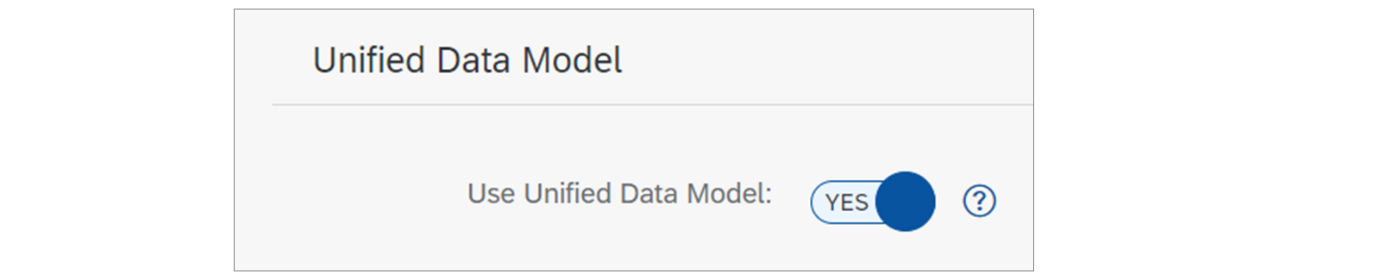 Unified Data Model
Use Unified Data Model: YES ?